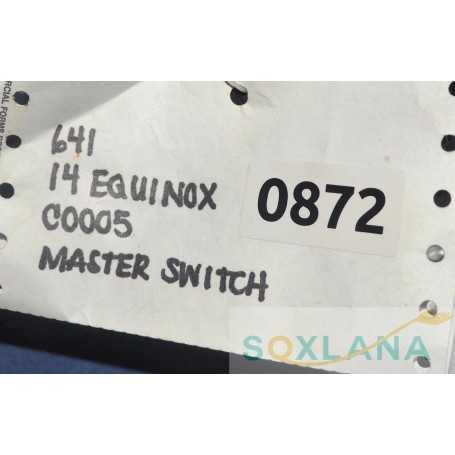 641
14 EQUINOX
C0005
MASTER SWITCH
0872
SOXLANA